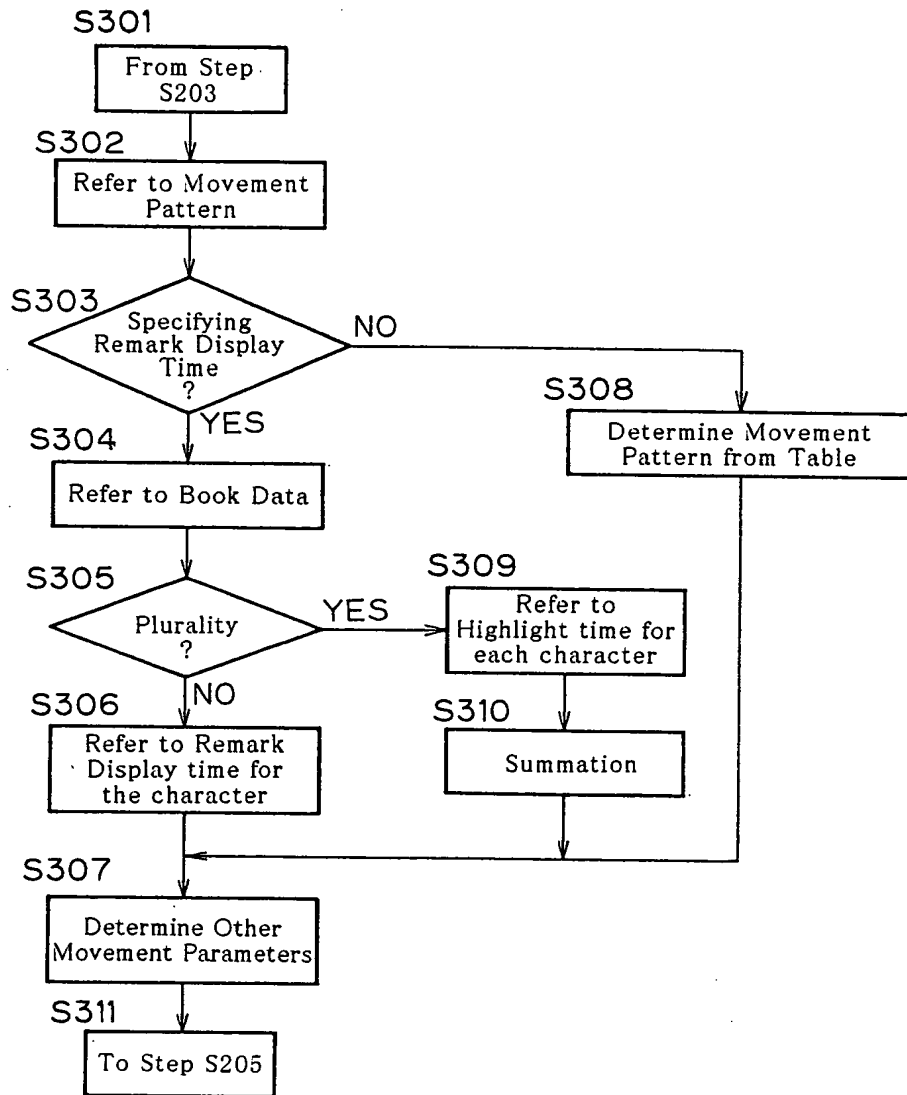 S301
From Step
S203
S302
Refer to Movement
Pattern
S303
Specifying
Remark Display
Time
?
NO
YES
S308
Determine Movement
Pattern from Table
S304
Refer to Book Data
S305
Plurality
?
YES
NO
S309
Refer to
Highlight time for
each character
S306
Refer to Remark
Display time for
the character
S310
Summation
S307
Determine Other
Movement Parameters
S311
To Step S205